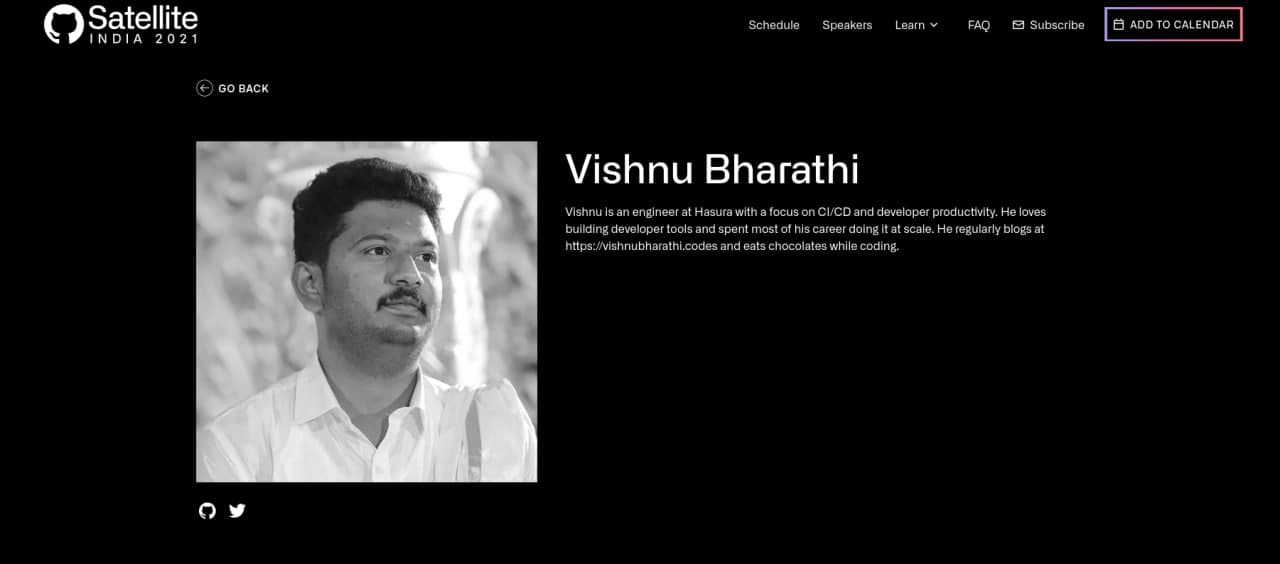 Satellite
INDIA 2021
Schedule
Speakers
Learn
FAQ
Subscribe
ADD TO CALENDAR
GO BACK
Vishnu Bharathi
Vishnu is an engineer at Hasura with a focus on CI/CD and developer productivity. He loves
building developer tools and spent most of his career doing it at scale. He regularly blogs at
https://vishnubharathi.codes and eats chocolates while coding.